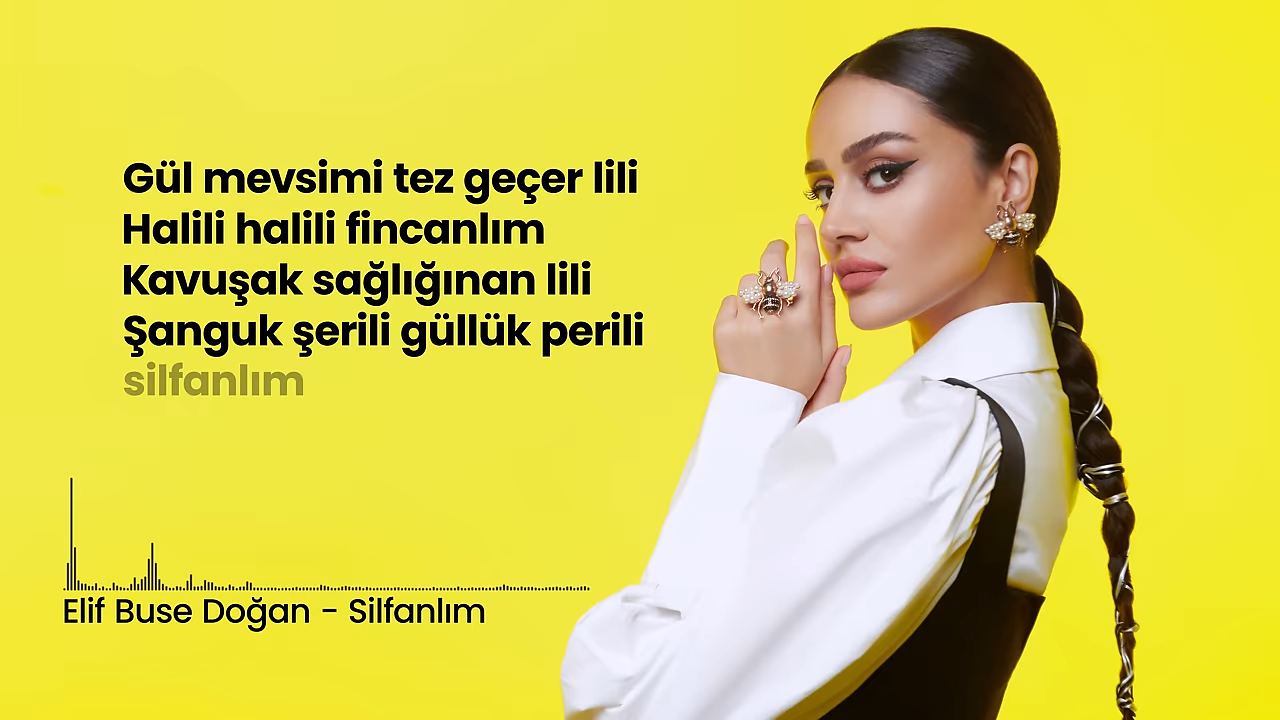 Gül mevsimi tez geçer lili
Halili halili fincanlım
Kavuşak sağlığınan lili
Şanguk şerili güllük perili
silfanlım
Elif Buse Doğan - Silfanlım